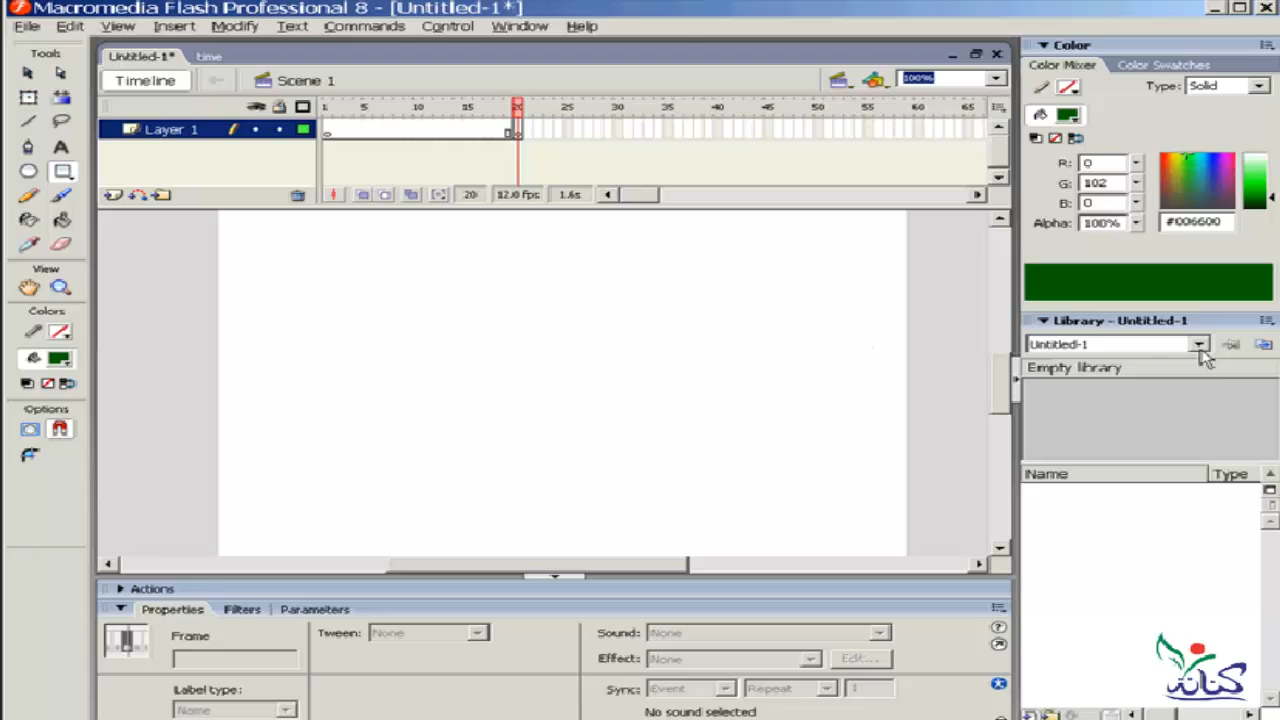 Macromedia Flash Professional 8 - [Untitled-1*]
File Edit View Insert Modify Text Commands Control Window Help
Tools
View
Colors
Options
Untitled-1* time
Timeline Scene 1 100%
1 5 10 15 20 25 30 35 40 45 50 55 60 65
Layer 1
20 12.0 fps 1.6s
Actions
Properties Filters Parameters
Frame
Label type:
Name
Tween: None
Sound: None
Effect: None Edit...
Sync: Event Repeat 1
No sound selected
Color
Color Mixer Color Swatches
Type: Solid
R: 0
G: 102
B: 0
Alpha: 100% #006600
Library - Untitled-1
Untitled-1
Empty library
Name Type